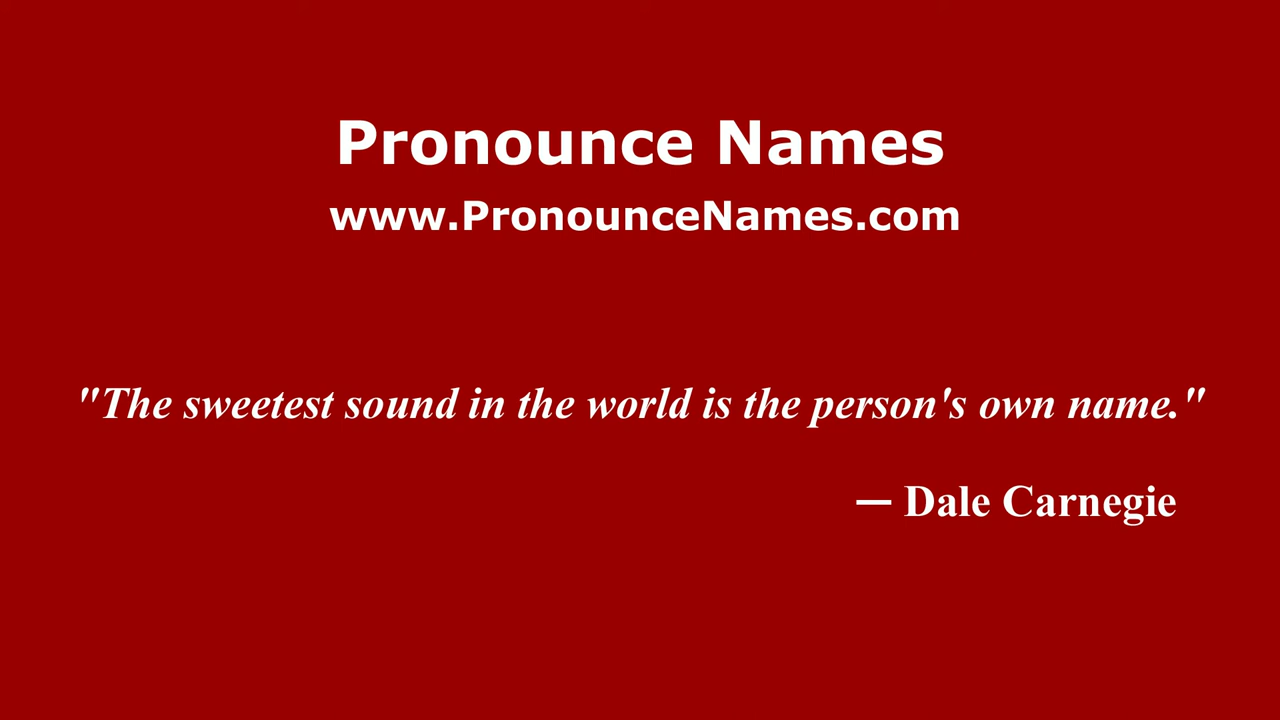 Pronounce Names
www.PronounceNames.com
"The sweetest sound in the world is the person's own name."
— Dale Carnegie